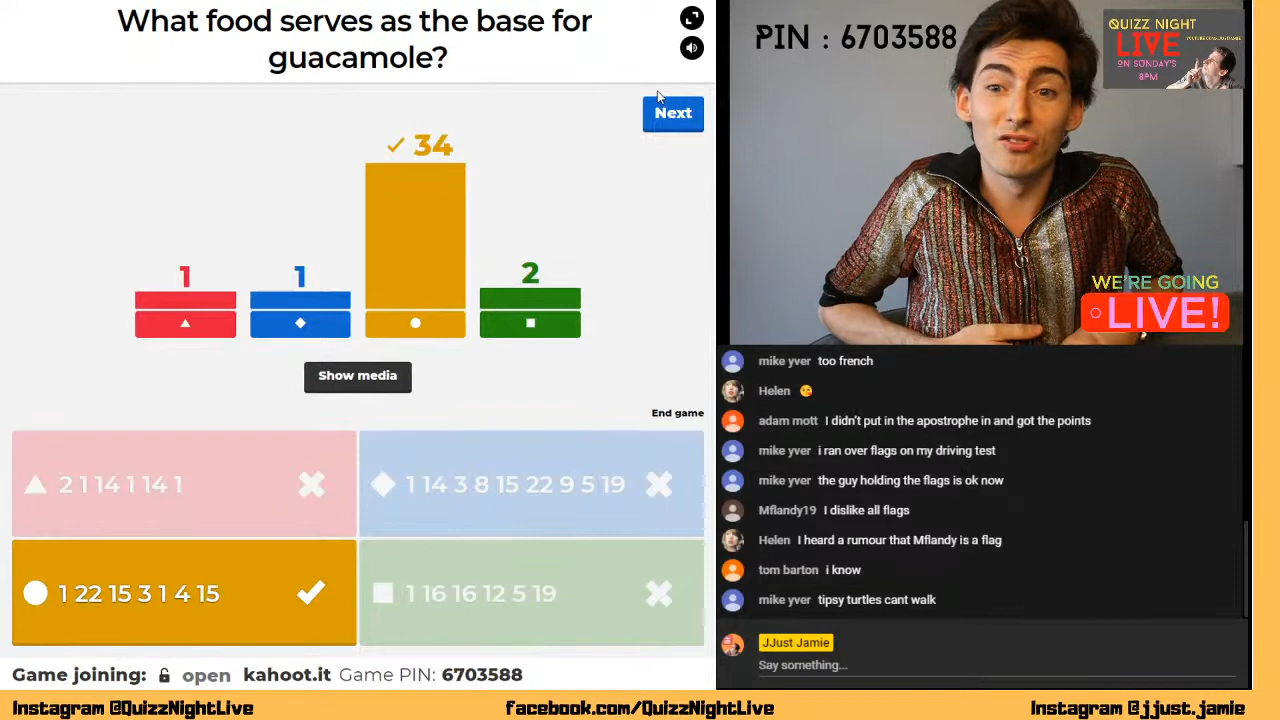 What food serves as the base for
guacamole?
Next
34
1
1
2
Show media
End game
2 1 14 1 14 1
1 14 3 8 15 22 9 5 19
1 22 15 3 1 4 15
1 16 16 12 5 19
Game joining: open kahoot.it Game PIN: 6703588
PIN : 6703588
QUIZZ NIGHT
LIVE
ON SUNDAY'S
8PM
WE'RE GOING
LIVE!
mike yver too french
Helen 😘
adam mott I didn't put in the apostrophe in and got the points
mike yver i ran over flags on my driving test
mike yver the guy holding the flags is ok now
Mflandy19 I dislike all flags
Helen I heard a rumour that Mflandy is a flag
tom barton i know
mike yver tipsy turtles cant walk
JJust Jamie
Say something...
Instagram @QuizzNightLive facebook.com/QuizzNightLive Instagram @jjust.jamie